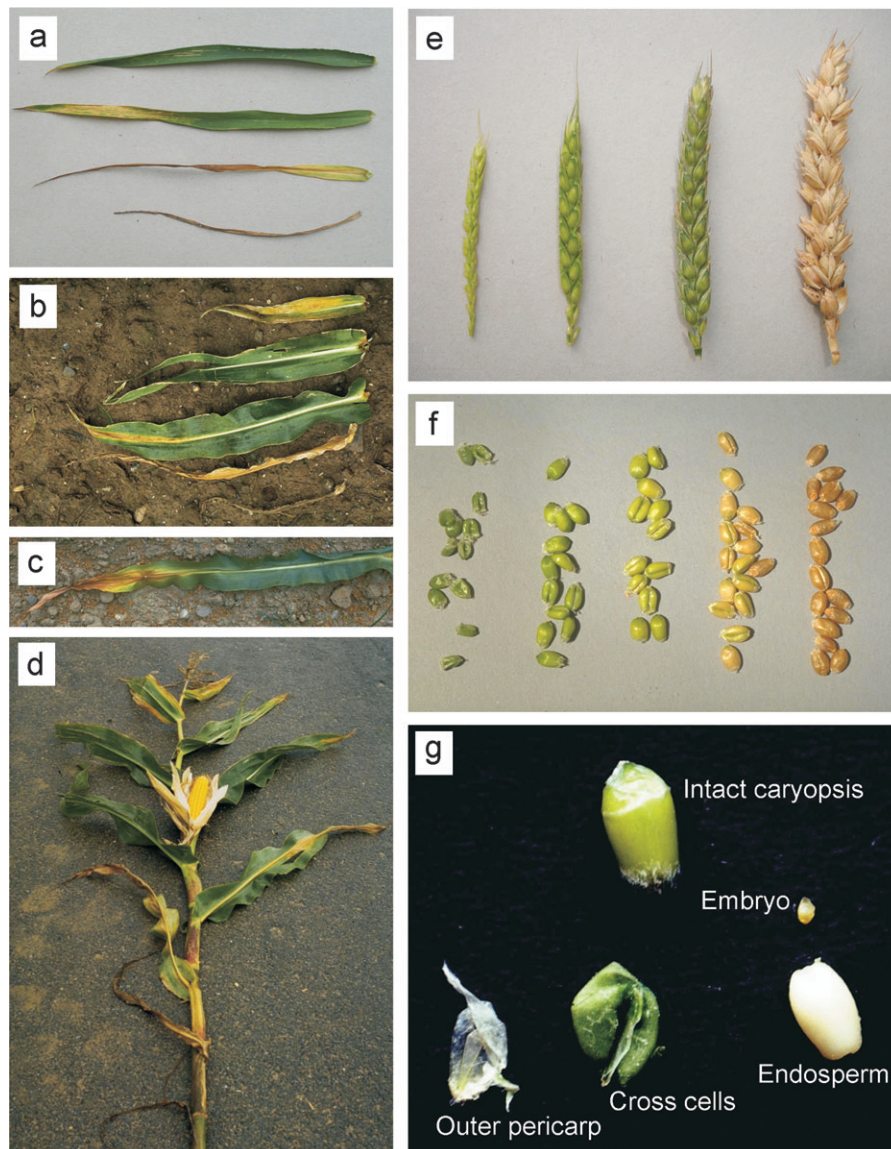 a
b
c
d
e
f
g
Intact caryopsis
Embryo
Endosperm
Cross cells
Outer pericarp